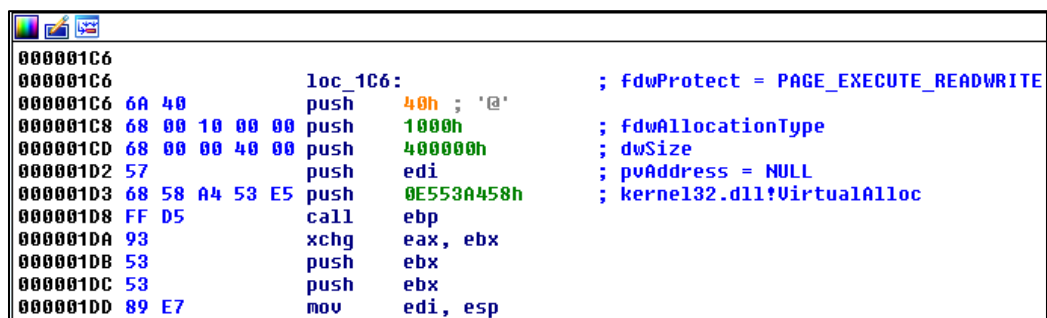 000001C6
000001C6 loc_1C6: ; fdwProtect = PAGE_EXECUTE_READWRITE
000001C6 6A 40 push 40h ; '@'
000001C8 68 00 10 00 00 push 1000h ; fdwAllocationType
000001CD 68 00 00 40 00 push 400000h ; dwSize
000001D2 57 push edi ; pvAddress = NULL
000001D3 68 58 A4 53 E5 push 0E553A458h ; kernel32.dll!VirtualAlloc
000001D8 FF D5 call ebp
000001DA 93 xchg eax, ebx
000001DB 53 push ebx
000001DC 53 push ebx
000001DD 89 E7 mov edi, esp